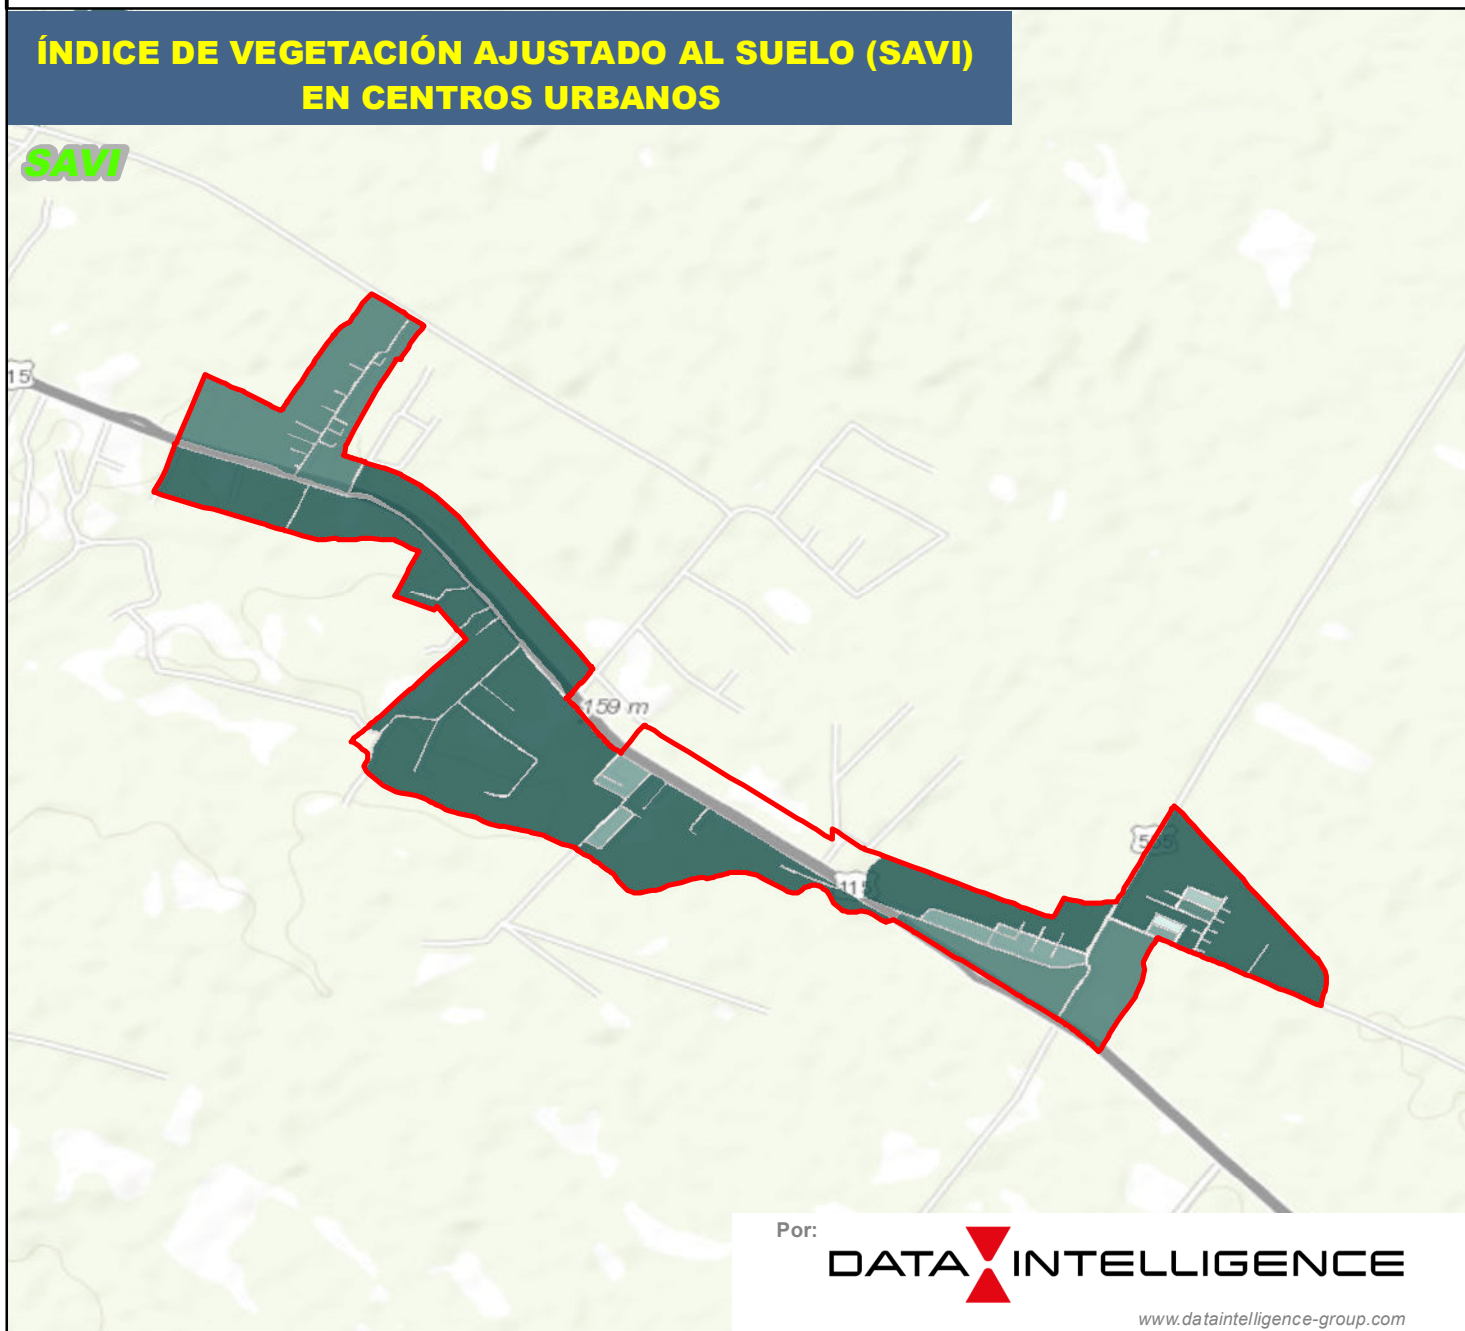 ÍNDICE DE VEGETACIÓN AJUSTADO AL SUELO (SAVI)
EN CENTROS URBANOS
SAVI
15
159 m
115
Por:
DATA INTELLIGENCE
www.dataintelligence-group.com